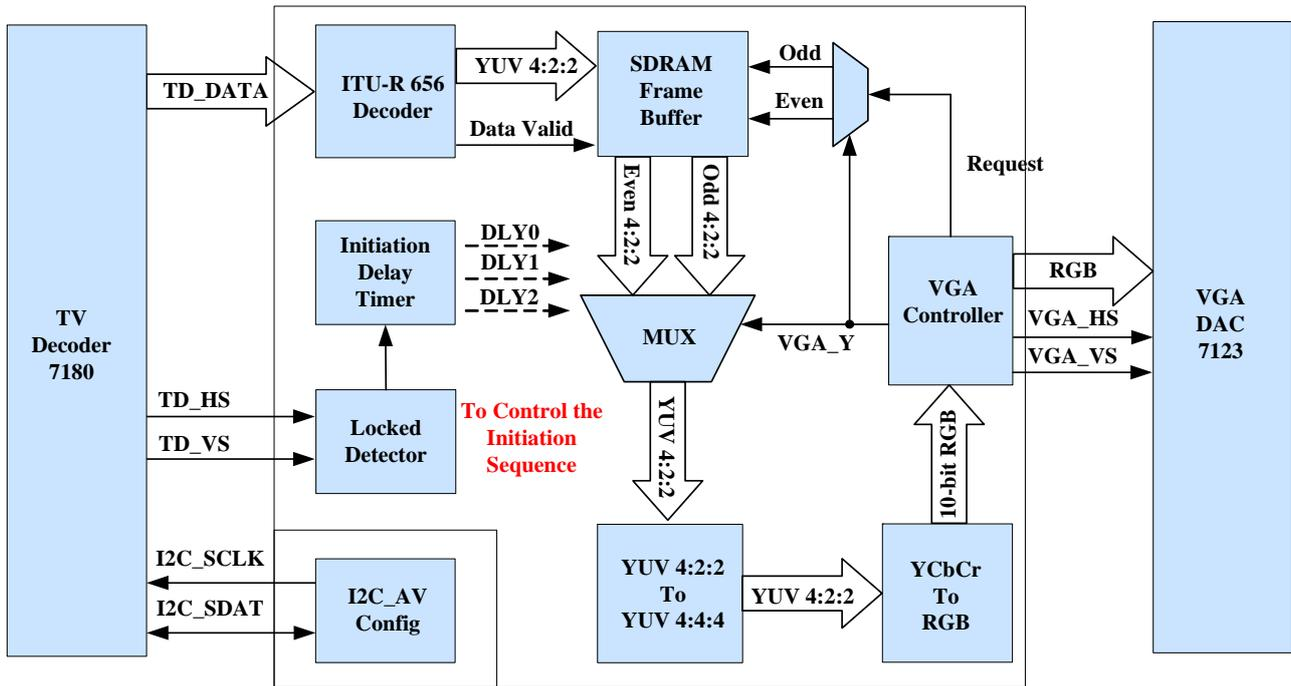 TV
Decoder
7180
TD_DATA
ITU-R 656
Decoder
YUV 4:2:2
Data Valid
SDRAM
Frame
Buffer
Odd
Even
Request
Even 4:2:2
Odd 4:2:2
Initiation
Delay
Timer
DLY0
DLY1
DLY2
MUX
VGA_Y
VGA
Controller
RGB
VGA_HS
VGA_VS
VGA
DAC
7123
TD_HS
TD_VS
Locked
Detector
To Control the
Initiation
Sequence
YUV 4:2:2
10-bit RGB
I2C_SCLK
I2C_SDAT
I2C_AV
Config
YUV 4:2:2
To
YUV 4:4:4
YUV 4:2:2
YCbCr
To
RGB